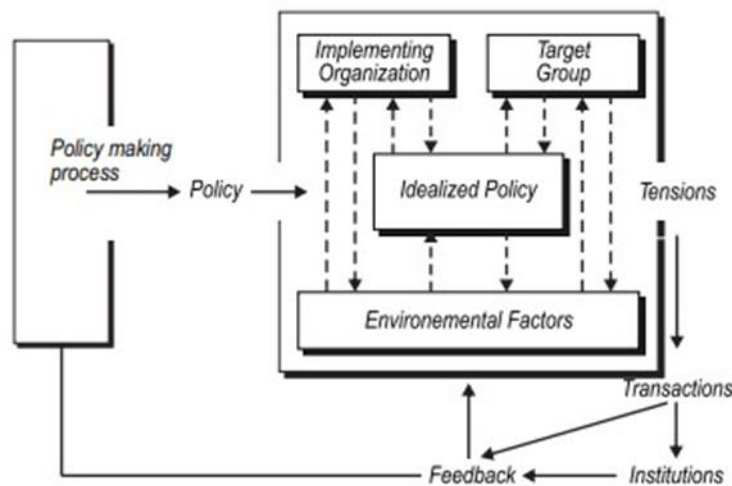 Implementing
Organization
Target
Group
Policy making
process
Policy
Idealized Policy
Tensions
Environemental Factors
Transactions
Feedback
Institutions